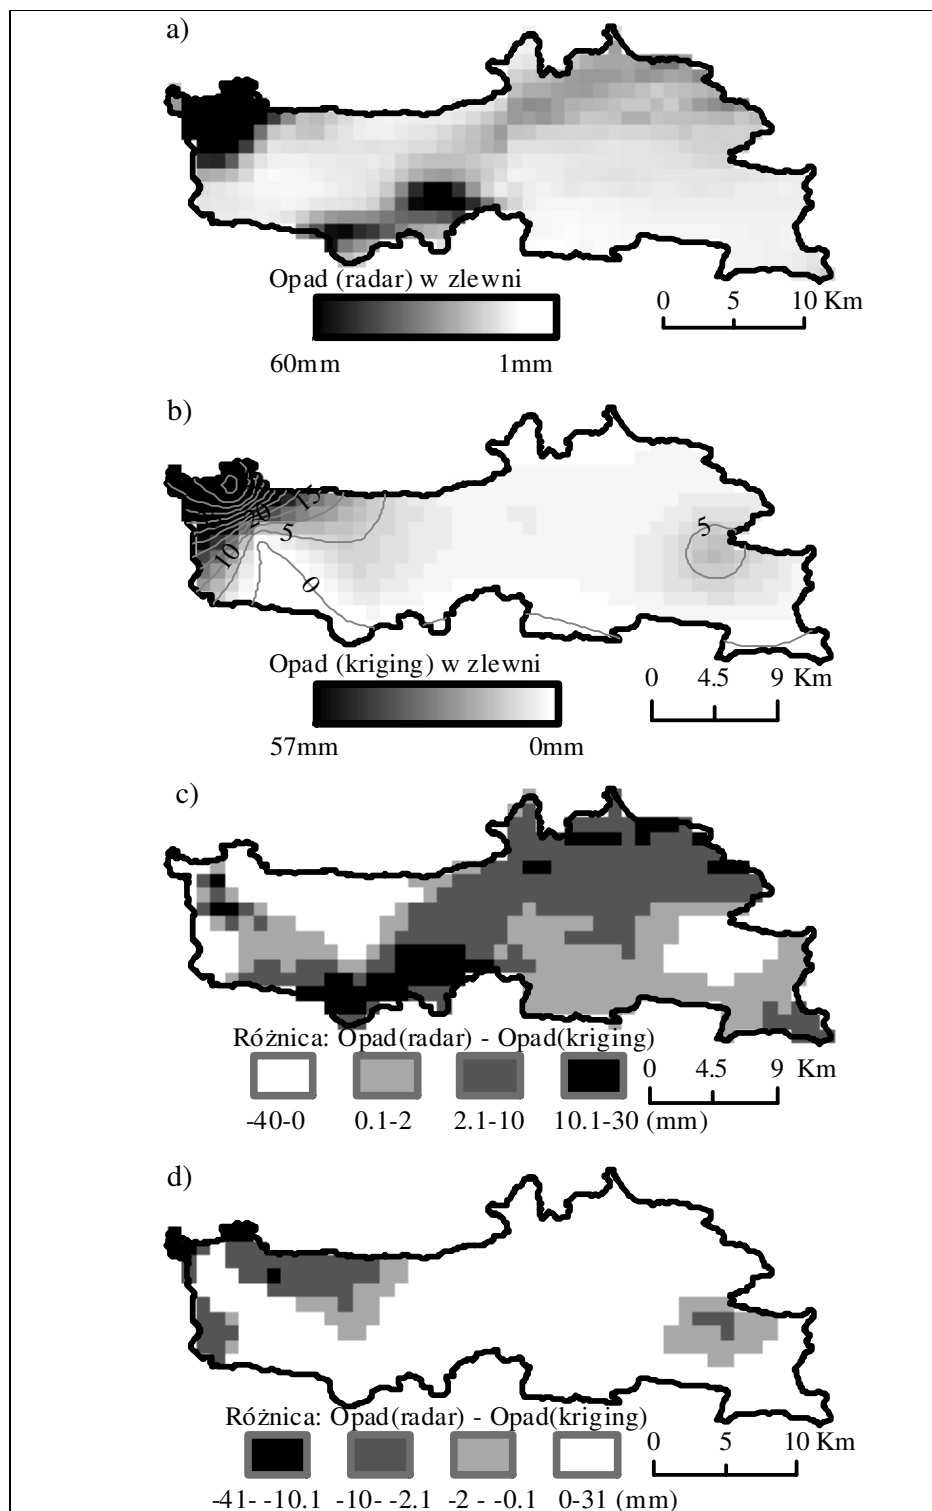 a)
Opad (radar) w zlewni
60mm 1mm
0 5 10 Km
b)
15
20
5
10
0
5
Opad (kriging) w zlewni
57mm 0mm
0 4.5 9 Km
c)
Różnica: Opad(radar) - Opad(kriging)
-40-0 0.1-2 2.1-10 10.1-30 (mm)
0 4.5 9 Km
d)
Różnica: Opad(radar) - Opad(kriging)
-41- -10.1 -10- -2.1 -2 - -0.1 0-31 (mm)
0 5 10 Km